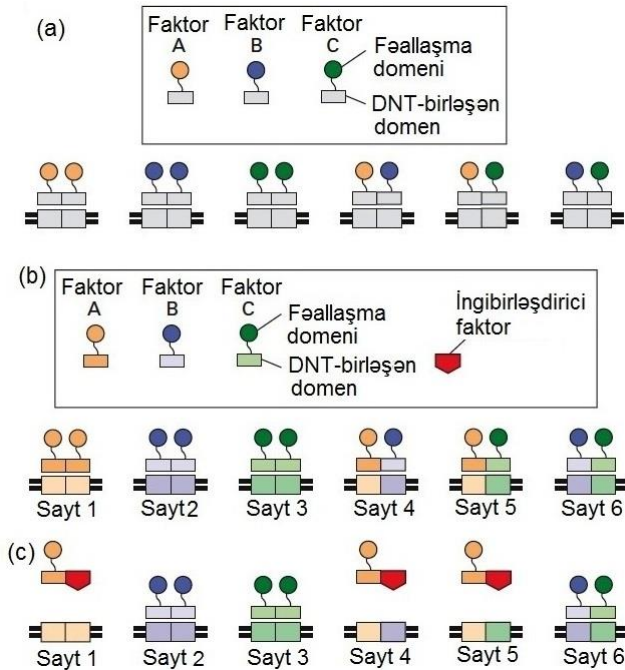 (a)
Faktor Faktor Faktor
A B C
Fəallaşma
domeni
DNT-birləşən
domen
(b)
Faktor Faktor Faktor
A B C
Fəallaşma
domeni
DNT-birləşən
domen
İngibirləşdirici
faktor
Sayt 1 Sayt 2 Sayt 3 Sayt 4 Sayt 5 Sayt 6
(c)
Sayt 1 Sayt 2 Sayt 3 Sayt 4 Sayt 5 Sayt 6